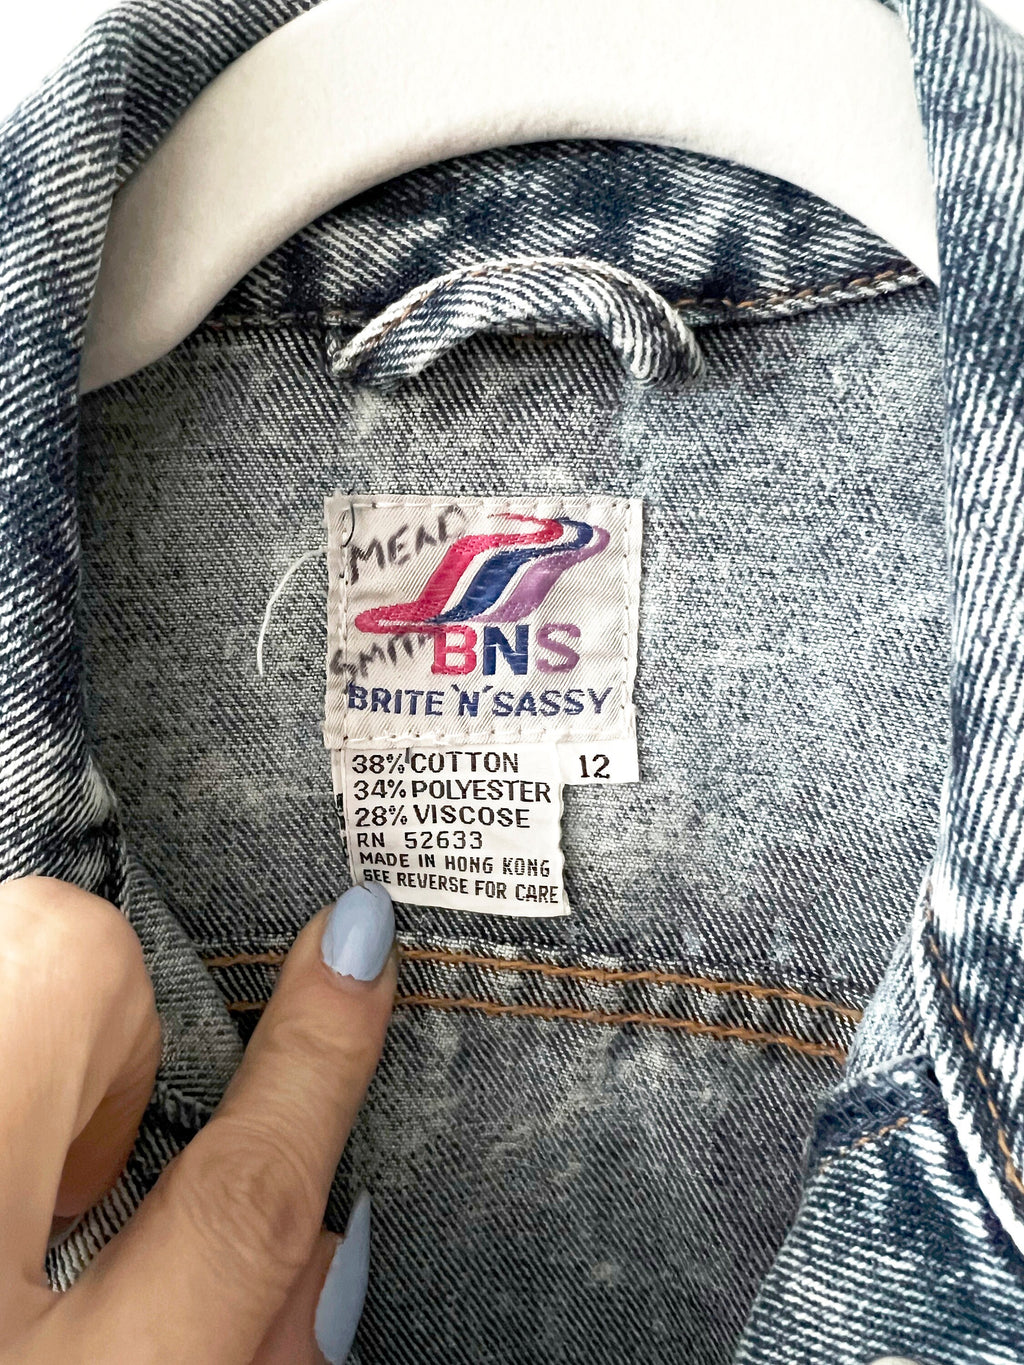 MEAD
SMITH
BNS
BRITE 'N' SASSY
38% COTTON
34% POLYESTER
28% VISCOSE
RN 52633
MADE IN HONG KONG
SEE REVERSE FOR CARE
12